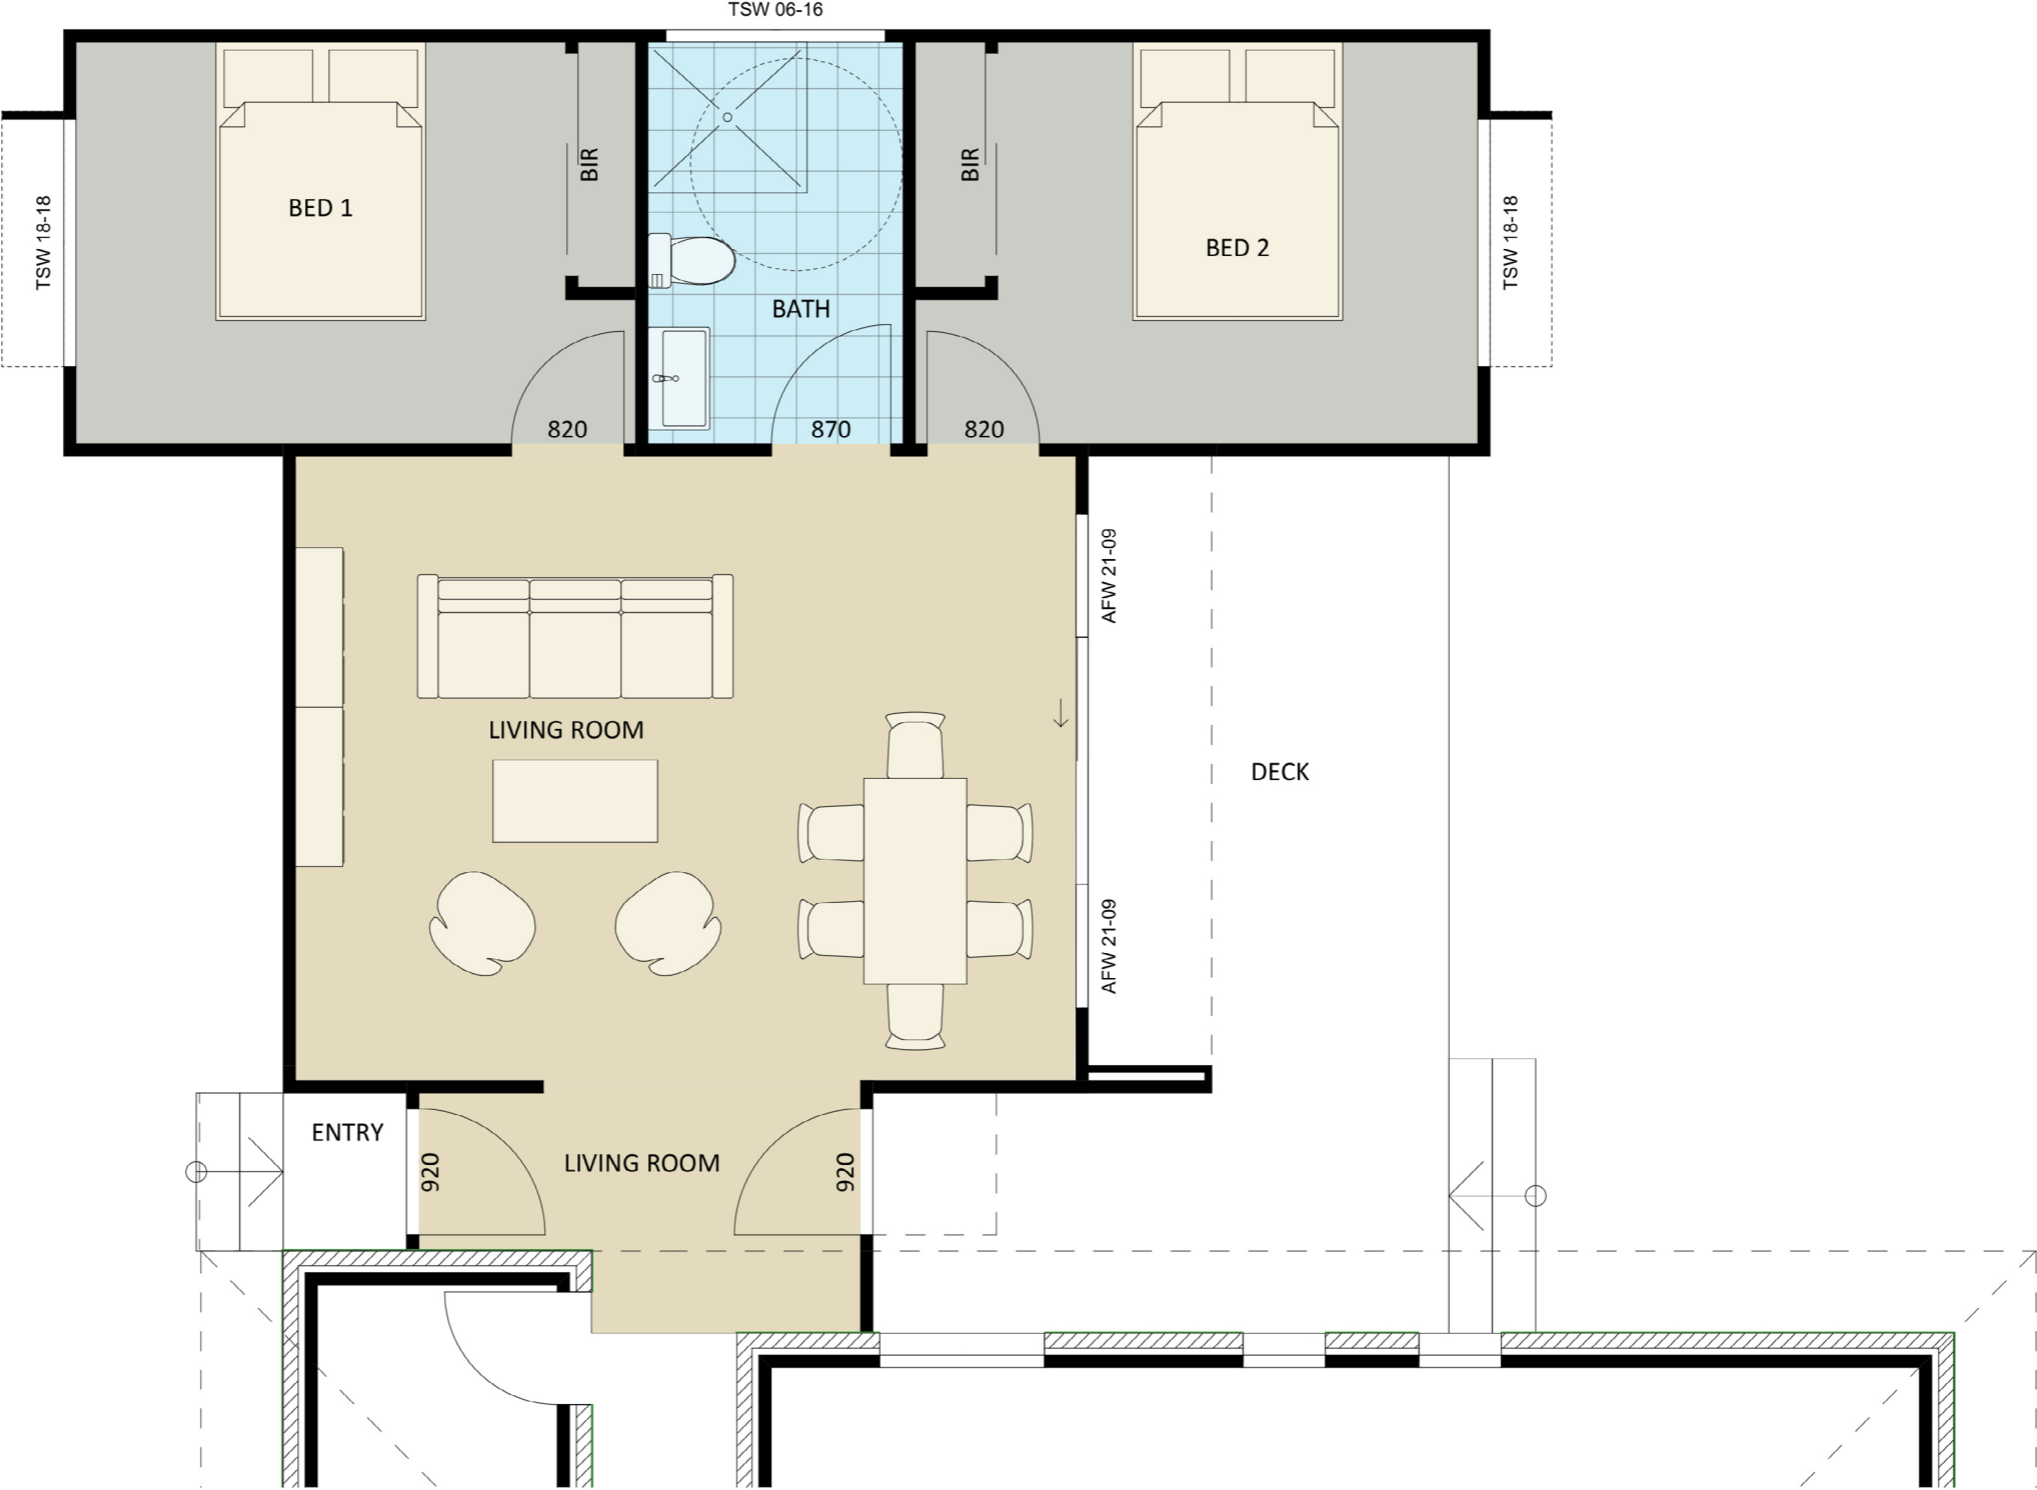 TSW 06-16
BED 1
BIR
BIR
BED 2
TSW 18-18
TSW 18-18
BATH
820
870
820
AFW 21-09
LIVING ROOM
DECK
AFW 21-09
ENTRY
LIVING ROOM
920
920